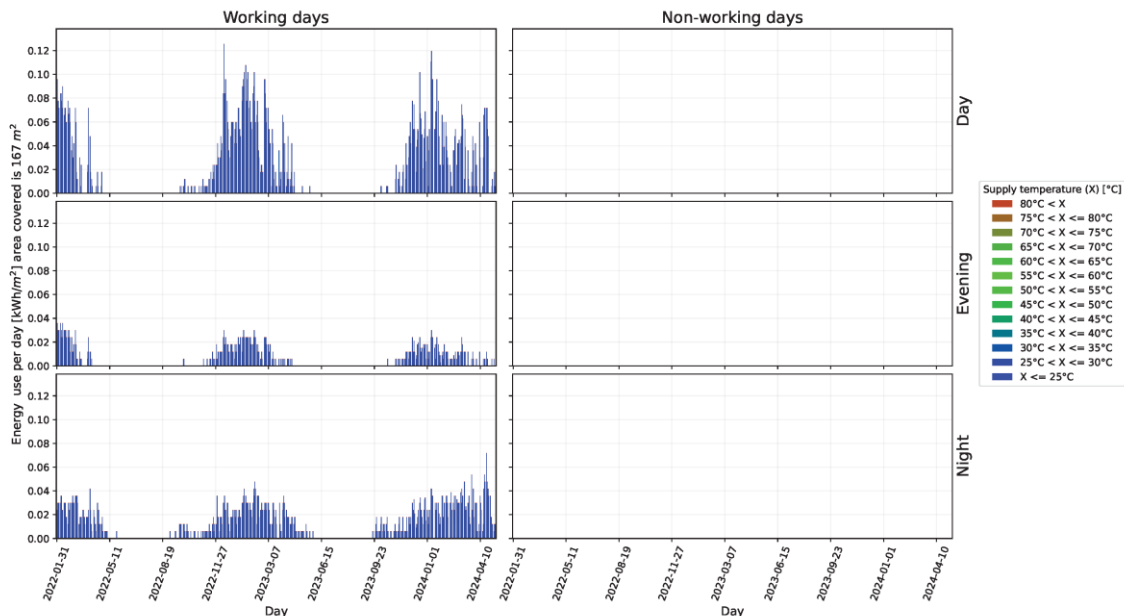 Working days
Non-working days
Energy use per day [kWh/m²] area covered is 167 m²
0.12
0.10
0.08
0.06
0.04
0.02
0.00
Day
0.12
0.10
0.08
0.06
0.04
0.02
0.00
Evening
0.12
0.10
0.08
0.06
0.04
0.02
0.00
Night
2022-01-31
2022-05-11
2022-08-19
2022-11-27
2023-03-07
2023-06-15
2023-09-23
2024-01-01
2024-04-10
Day
2022-01-31
2022-05-11
2022-08-19
2022-11-27
2023-03-07
2023-06-15
2023-09-23
2024-01-01
2024-04-10
Day
Supply temperature (X) [°C]
80°C < X
75°C < X <= 80°C
70°C < X <= 75°C
65°C < X <= 70°C
60°C < X <= 65°C
55°C < X <= 60°C
50°C < X <= 55°C
45°C < X <= 50°C
40°C < X <= 45°C
35°C < X <= 40°C
30°C < X <= 35°C
25°C < X <= 30°C
X <= 25°C